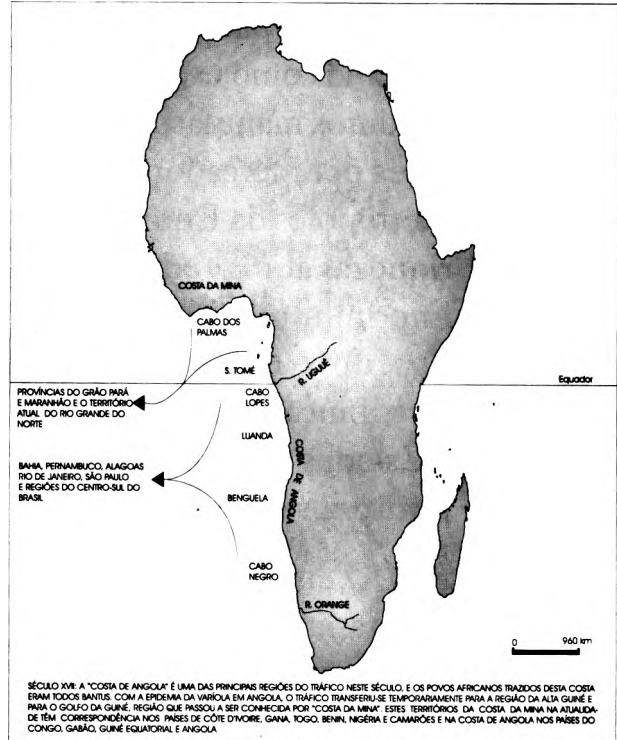 COSTA DA MINA
CABO DOS
PALMAS
S. TOMÉ
R. UGUUÉ
Equador
PROVÍNCIAS DO GRÃO PARÁ
E MARANHÃO E O TERRITÓRIO
ATUAL DO RIO GRANDE DO
NORTE
CABO
LOPES
LUANDA
COSTA DE ANGOLA
BAHIA, PERNAMBUCO, ALAGOAS
RIO DE JANEIRO, SÃO PAULO
E REGIÕES DO CENTRO-SUL DO
BRASIL
BENGUELA
CABO
NEGRO
R. ORANGE
0 960 km
SÉCULO XVII: A "COSTA DE ANGOLA" É UMA DAS PRINCIPAIS REGIÕES DO TRÁFICO NESTE SÉCULO, E OS POVOS AFRICANOS TRAZIDOS DESTA COSTA
ERAM TODOS BANTUS. COM A EPIDEMIA DA VARÍOLA EM ANGOLA, O TRÁFICO TRANSFERIU-SE TEMPORARIAMENTE PARA A REGIÃO DA ALTA GUINÉ E
PARA O GOLFO DA GUINÉ, REGIÃO QUE PASSOU A SER CONHECIDA POR "COSTA DA MINA". ESTES TERRITÓRIOS DA COSTA DA MINA NA ATUALIDA-
DE TÊM CORRESPONDÊNCIA NOS PAÍSES DE CÔTE D'IVOIRE, GANA, TOGO, BENIN, NIGÉRIA E CAMARÕES E NA COSTA DE ANGOLA NOS PAÍSES DO
CONGO, GABÃO, GUINÉ EQUATORIAL E ANGOLA